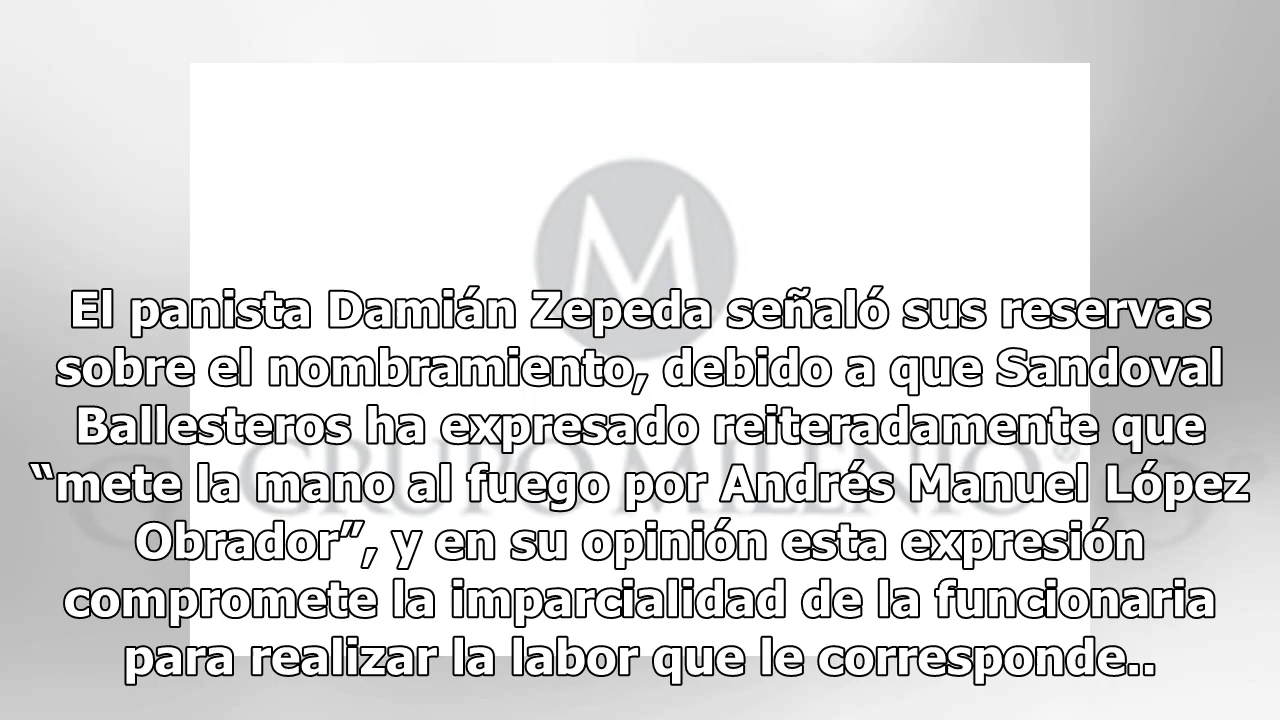 M
El panista Damián Zepeda señaló sus reservas
sobre el nombramiento, debido a que Sandoval
Ballesteros ha expresado reiteradamente que
“mete la mano al fuego por Andrés Manuel López
Obrador”, y en su opinión esta expresión
compromete la imparcialidad de la funcionaria
para realizar la labor que le corresponde..
GRUPO MILENIO®